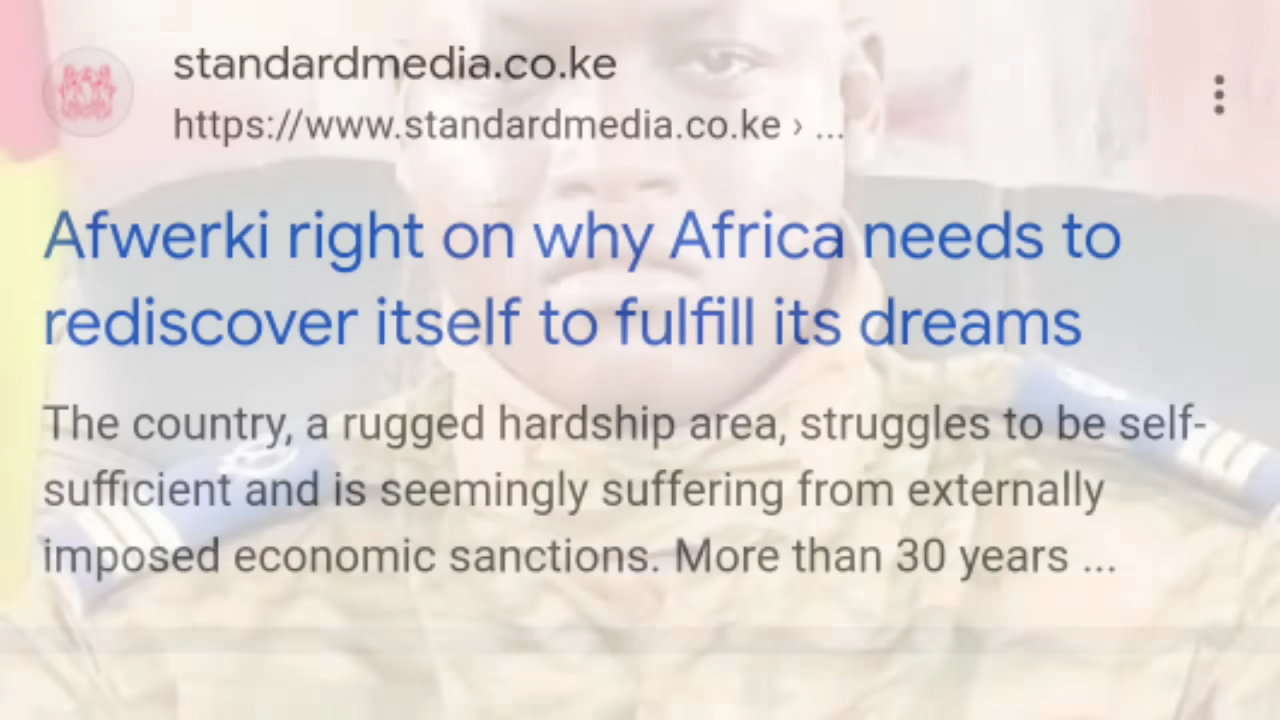 standardmedia.co.ke
https://www.standardmedia.co.ke › ...
Afwerki right on why Africa needs to
rediscover itself to fulfill its dreams
The country, a rugged hardship area, struggles to be self-
sufficient and is seemingly suffering from externally
imposed economic sanctions. More than 30 years ...